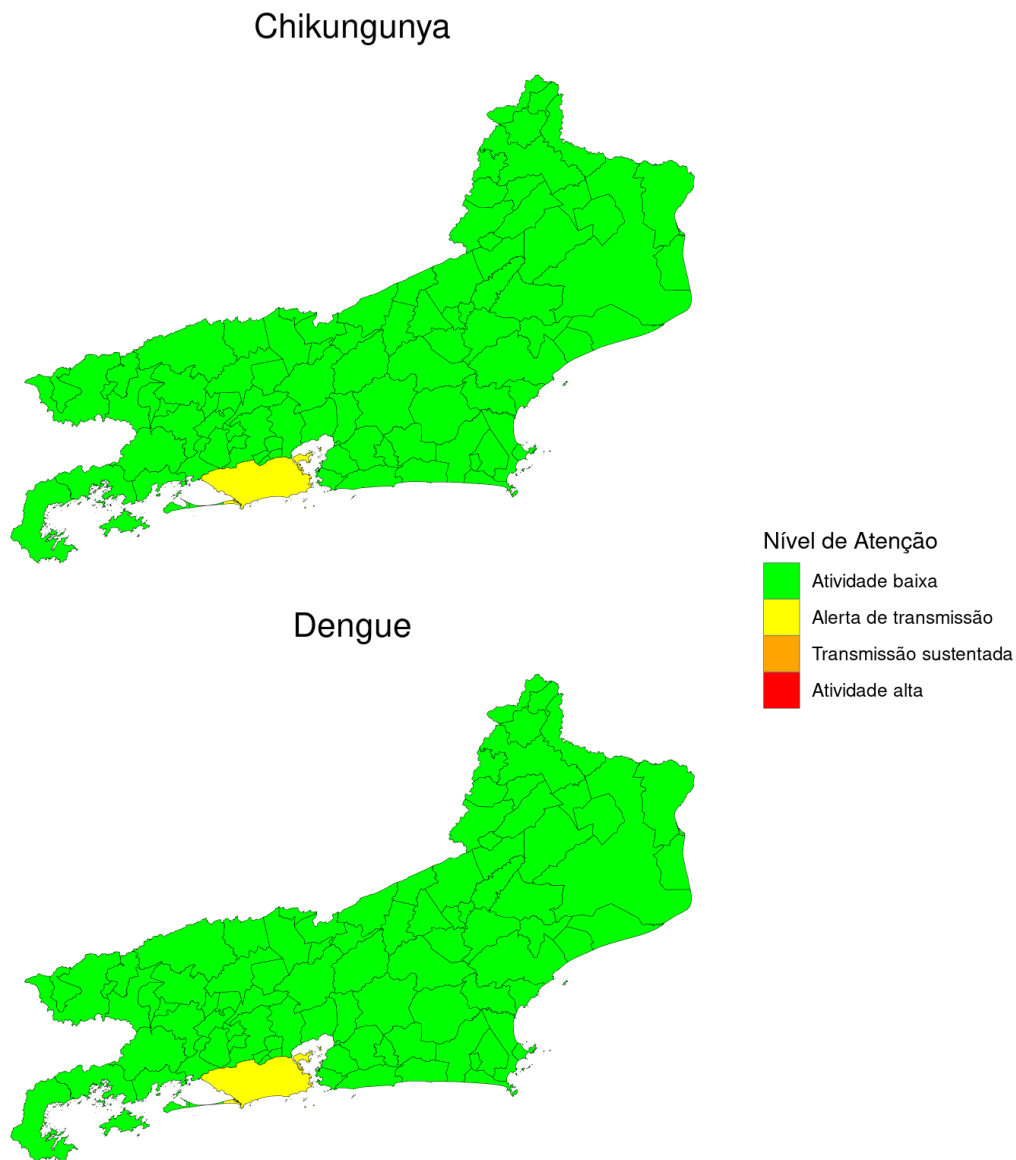 Chikungunya
Nível de Atenção
Atividade baixa
Alerta de transmissão
Transmissão sustentada
Atividade alta
Dengue